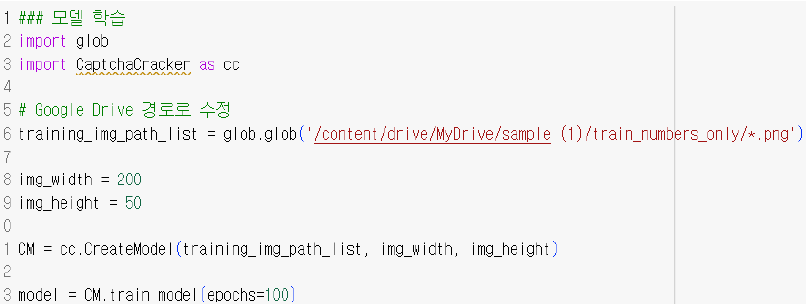 1 ### 모델 학습
2 import glob
3 import CaptchaCracker as cc
4
5 # Google Drive 경로로 수정
6 training_img_path_list = glob.glob('/content/drive/MyDrive/sample (1)/train_numbers_only/*.png')
7
8 img_width = 200
9 img_height = 50
0
1 CM = cc.CreateModel(training_img_path_list, img_width, img_height)
2
3 model = CM.train_model(epochs=100)